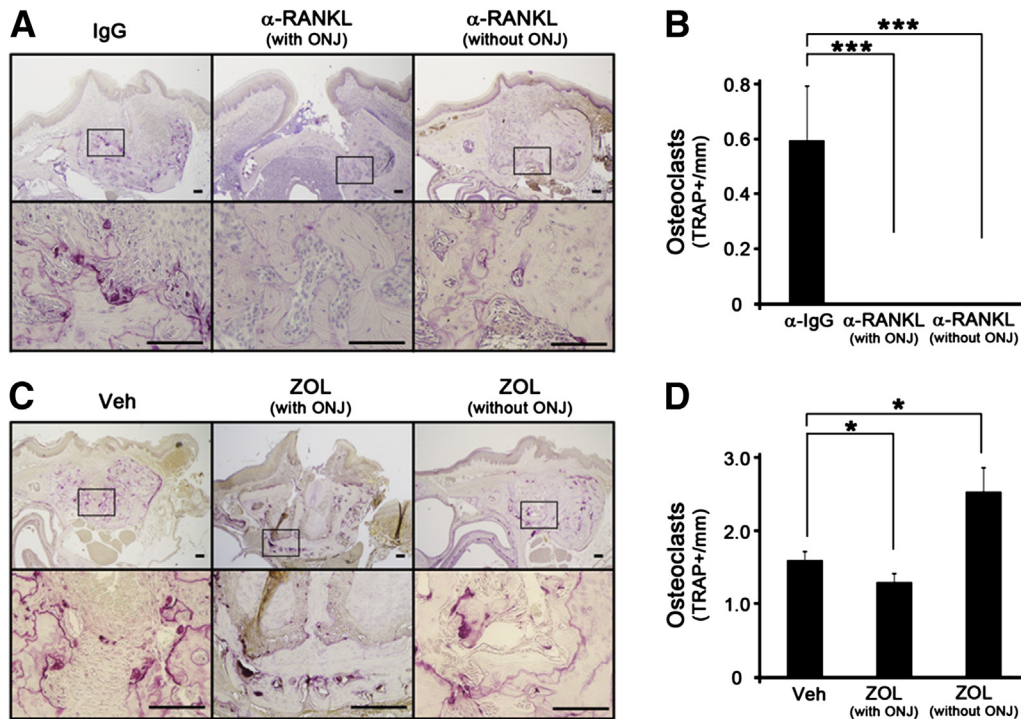 A
IgG
α-RANKL
(with ONJ)
α-RANKL
(without ONJ)
B
***
***
Osteoclasts
(TRAP+/mm)
0.8
0.6
0.4
0.2
0
α-IgG
α-RANKL
(with ONJ)
α-RANKL
(without ONJ)
C
Veh
ZOL
(with ONJ)
ZOL
(without ONJ)
D
*
*
Osteoclasts
(TRAP+/mm)
3.0
2.0
1.0
0
Veh
ZOL
(with ONJ)
ZOL
(without ONJ)